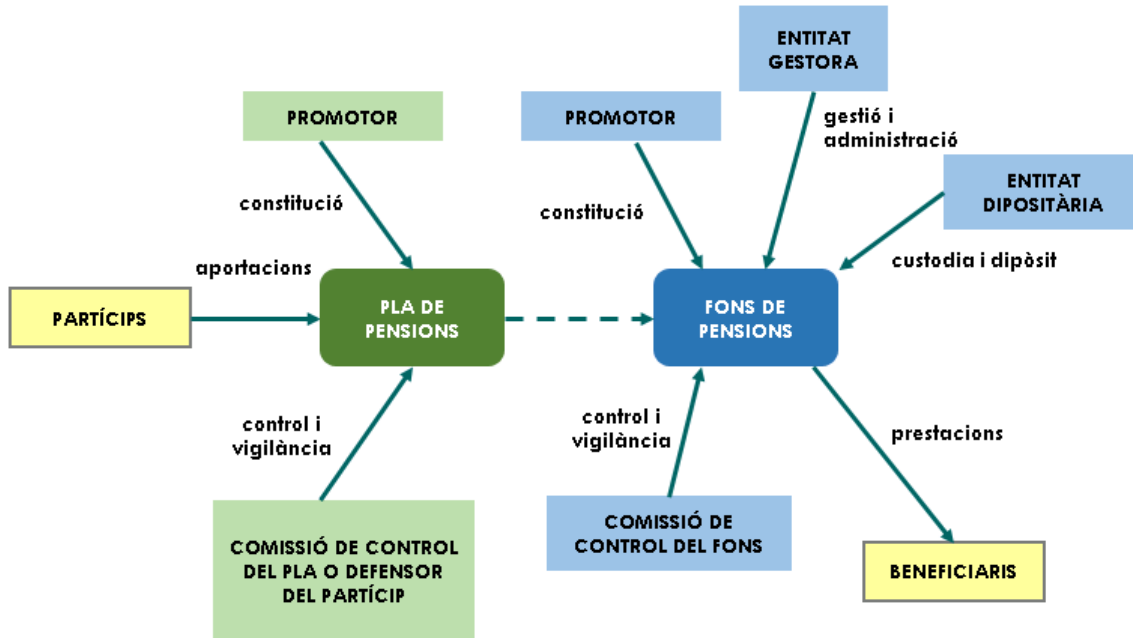 ENTITAT
GESTORA
PROMOTOR
PROMOTOR
gestió i
administració
ENTITAT
DIPOSITÀRIA
constitució
constitució
custodia i dipòsit
aportacions
PARTÍCIPS
PLA DE
PENSIONS
FONS DE
PENSIONS
control i
vigilància
control i
vigilància
prestacions
COMISSIÓ DE CONTROL
DEL PLA O DEFENSOR
DEL PARTÍCIP
COMISSIÓ DE
CONTROL DEL FONS
BENEFICIARIS